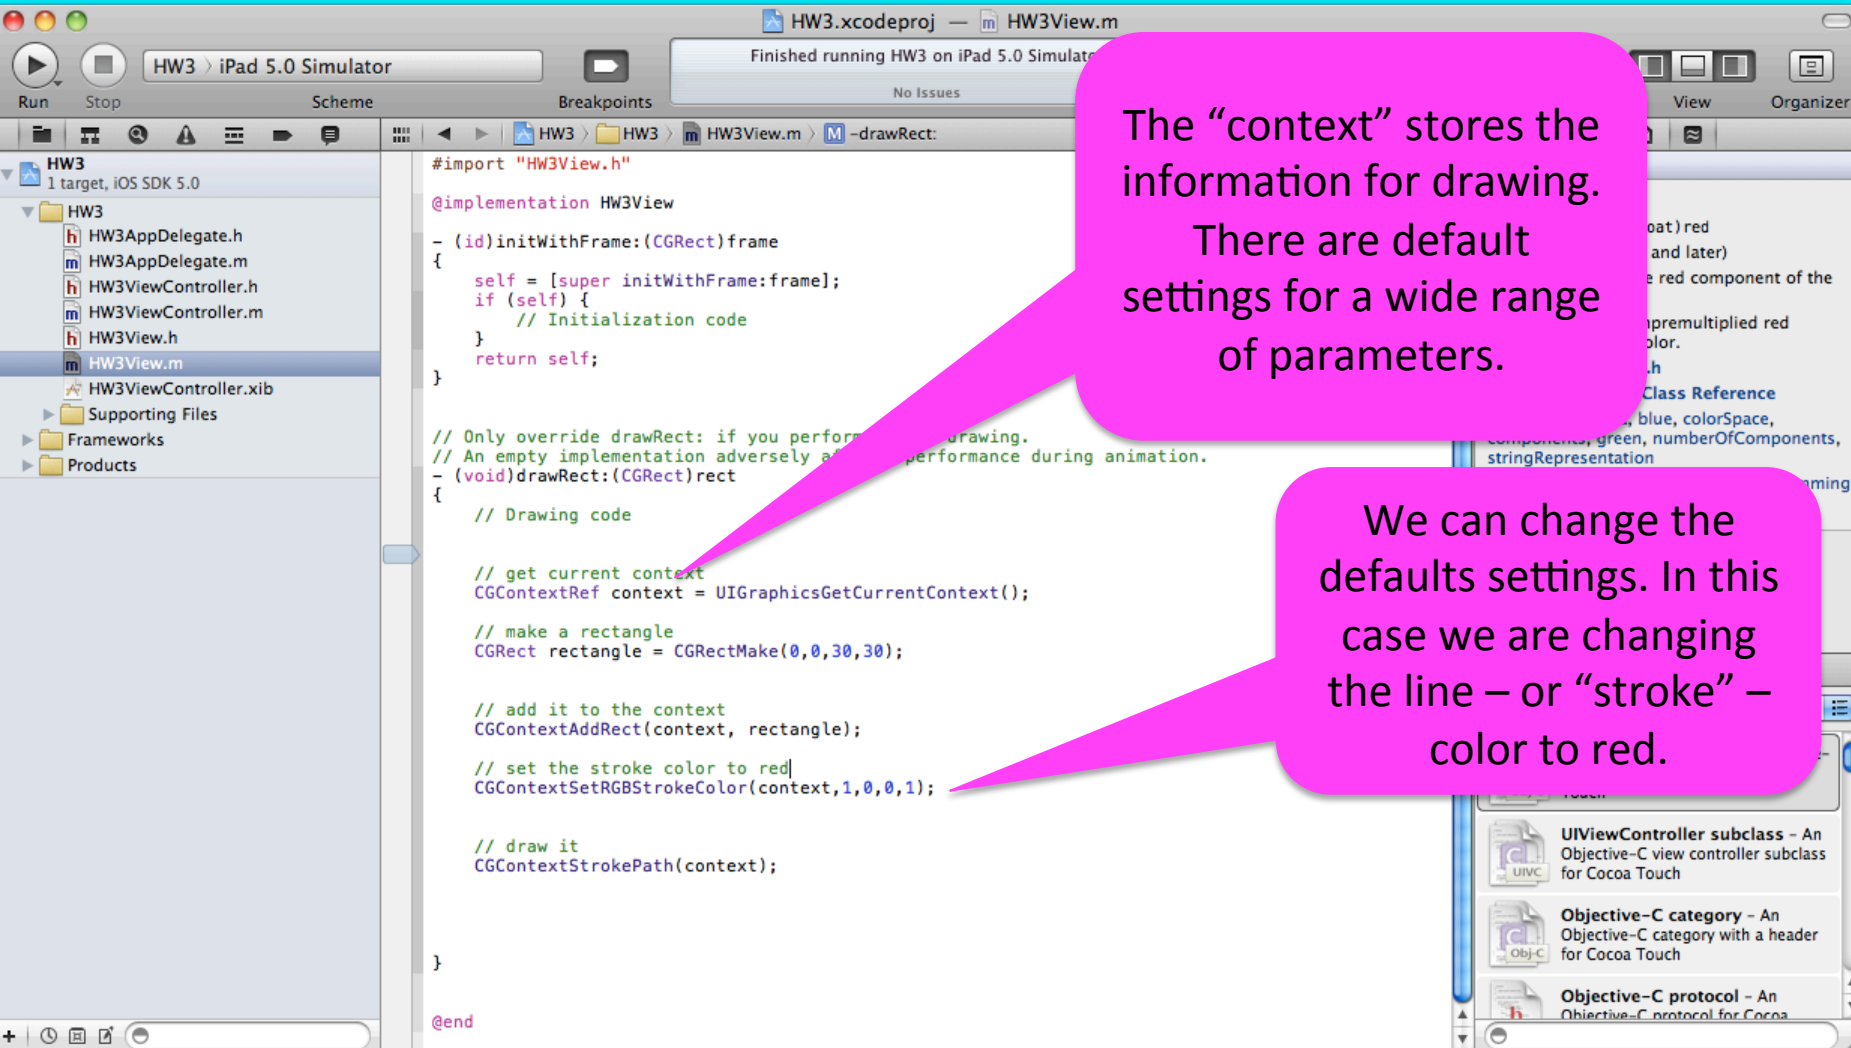 HW3.xcodeproj — HW3View.m
HW3 › iPad 5.0 Simulator
Finished running HW3 on iPad 5.0
No Issues
Run Stop Scheme Breakpoints View Organizer
HW3 › HW3 › HW3View.m › M -drawRect:
HW3
1 target, iOS SDK 5.0
HW3
HW3AppDelegate.h
HW3AppDelegate.m
HW3ViewController.h
HW3ViewController.m
HW3View.h
HW3View.m
HW3ViewController.xib
Supporting Files
Frameworks
Products
#import "HW3View.h"
@implementation HW3View
- (id)initWithFrame:(CGRect)frame
{
self = [super initWithFrame:frame];
if (self) {
// Initialization code
}
return self;
}
// Only override drawRect: if you perform drawing.
// An empty implementation adversely performance during animation.
- (void)drawRect:(CGRect)rect
{
// Drawing code
// get current context
CGContextRef context = UIGraphicsGetCurrentContext();
// make a rectangle
CGRect rectangle = CGRectMake(0,0,30,30);
// add it to the context
CGContextAddRect(context, rectangle);
// set the stroke color to red
CGContextSetRGBStrokeColor(context,1,0,0,1);
// draw it
CGContextStrokePath(context);
}
@end
The “context” stores the
information for drawing.
There are default
settings for a wide range
of parameters.
We can change the
defaults settings. In this
case we are changing
the line – or “stroke” –
color to red.
) red
and later)
red component of the
red
.h
Class Reference
, blue, colorSpace,
components, green, numberOfComponents,
stringRepresentation
UIViewController subclass – An
Objective-C view controller subclass
for Cocoa Touch
UIVC
Objective-C category – An
Objective-C category with a header
for Cocoa Touch
Obj-C
Objective-C protocol – An
Objective-C protocol for Cocoa